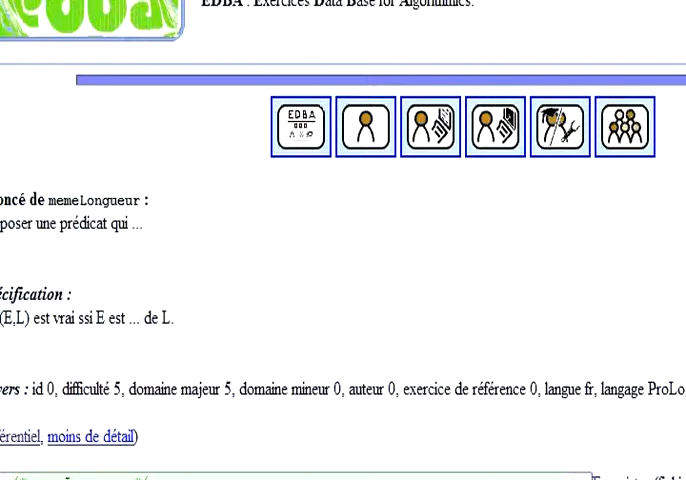 EDBA : Exercices Data Base for Algorithmics.
EDBA
oncé de memeLongueur :
poser une prédicat qui ...
écification :
(E,L) est vrai ssi E est ... de L.
vers : id 0, difficulté 5, domaine majeur 5, domaine mineur 0, auteur 0, exercice de référence 0, langue fr, langage ProLo
érentiel, moins de détail)